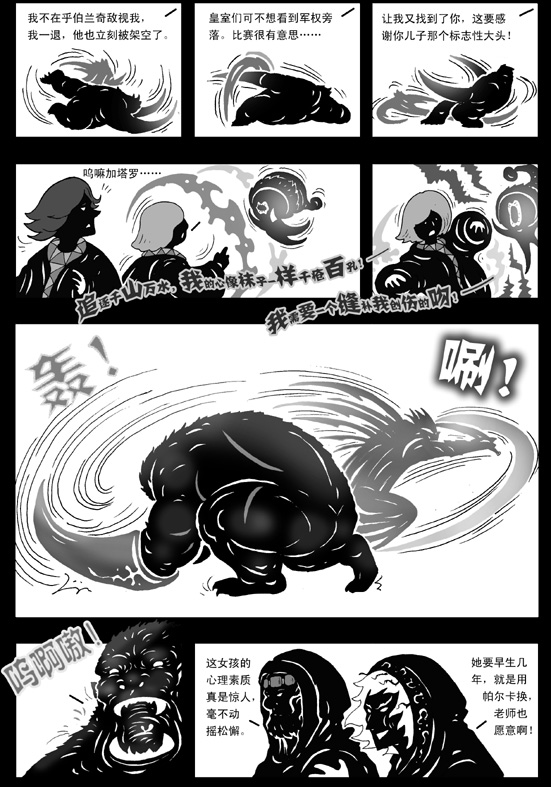 我不在乎伯兰奇敌视我，
我一退，他也立刻被架空了。
皇室们可不想看到军权旁
落。比赛很有意思……
让我又找到了你，这要感
谢你儿子那个标志性大头！
呜嘛加塔罗……
追逐千山万水，我的心像袜子一样千疮百孔！
我需要一个缝补我创伤的吻！
轰！
唰！
呜啊嗷！
这女孩的
心理素质
真是惊人，
毫不动
摇松懈。
她要早生几
年，就是用
帕尔卡换，
老师也
愿意啊！